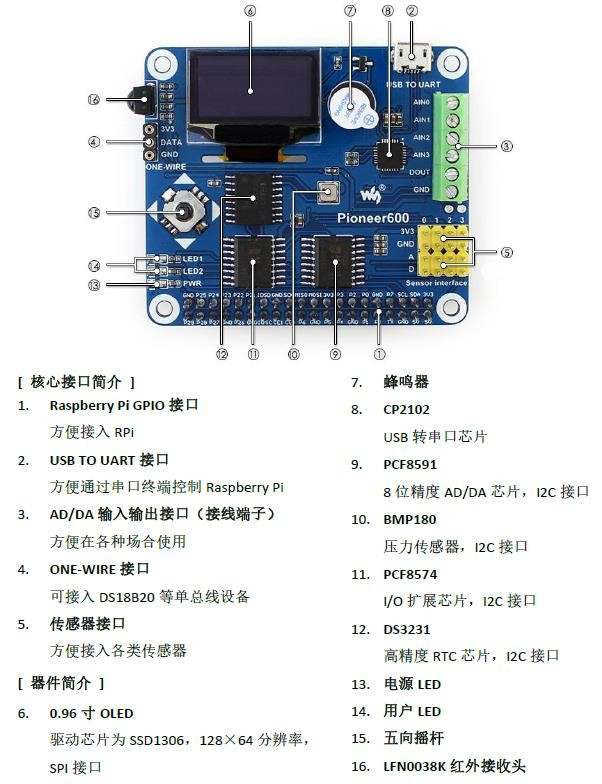 ⑥
⑦
⑧
②
USB TO UART
⑯
④
3V3
DATA
GND
ONE-WIRE
AIN0
AIN1
AIN2
AIN3
DOUT
GND
③
Pioneer600
⑮
0 1 2 3
3V3
GND
A
D
⑤
Sensor interface
⑭
LED1
LED2
⑬
PWR
⑫
⑪
⑩
⑨
①
[ 核心接口简介 ]
1. Raspberry Pi GPIO 接口
方便接入 RPi
2. USB TO UART 接口
方便通过串口终端控制 Raspberry Pi
3. AD/DA 输入输出接口（接线端子）
方便在各种场合使用
4. ONE-WIRE 接口
可接入 DS18B20 等单总线设备
5. 传感器接口
方便接入各类传感器
[ 器件简介 ]
6. 0.96 寸 OLED
驱动芯片为 SSD1306，128×64 分辨率，
SPI 接口
7. 蜂鸣器
8. CP2102
USB 转串口芯片
9. PCF8591
8 位精度 AD/DA 芯片，I2C 接口
10. BMP180
压力传感器，I2C 接口
11. PCF8574
I/O 扩展芯片，I2C 接口
12. DS3231
高精度 RTC 芯片，I2C 接口
13. 电源 LED
14. 用户 LED
15. 五向摇杆
16. LFN0038K 红外接收头